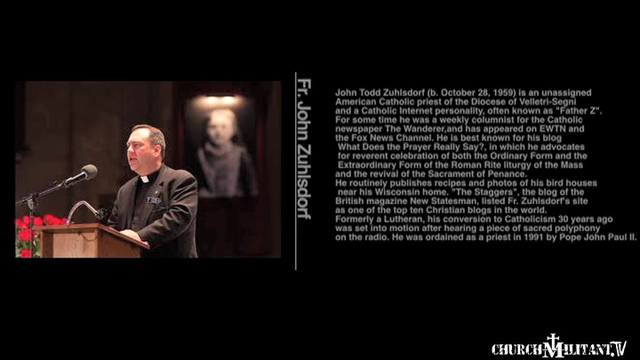 Fr. John Zuhlsdorf
John Todd Zuhlsdorf (b. October 28, 1959) is an unassigned
American Catholic priest of the Diocese of Velletri-Segni
and a Catholic Internet personality, often known as "Father Z".
For some time he was a weekly columnist for the Catholic
newspaper The Wanderer,and has appeared on EWTN and
the Fox News Channel. He is best known for his blog
What Does the Prayer Really Say?, in which he advocates
for reverent celebration of both the Ordinary Form and the
Extraordinary Form of the Roman Rite liturgy of the Mass
and the revival of the Sacrament of Penance.
He routinely publishes recipes and photos of his bird houses
near his Wisconsin home. "The Staggers", the blog of the
British magazine New Statesman, listed Fr. Zuhlsdorf's site
as one of the top ten Christian blogs in the world.
Formerly a Lutheran, his conversion to Catholicism 30 years ago
was set into motion after hearing a piece of sacred polyphony
on the radio. He was ordained as a priest in 1991 by Pope John Paul II.
CHURCHMILITANT.TV